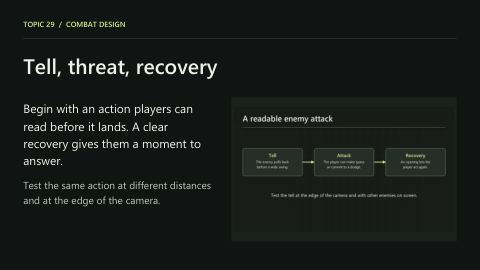 TOPIC 29 / COMBAT DESIGN
Tell, threat, recovery
Begin with an action players can
read before it lands. A clear
recovery gives them a moment to
answer.
Test the same action at different distances
and at the edge of the camera.
A readable enemy attack
Tell
The enemy pulls back
before a wide swing.
Attack
The player can make space
or commit to a dodge.
Recovery
An opening lets the
player act again.
Test the tell at the edge of the camera and with other enemies on screen.